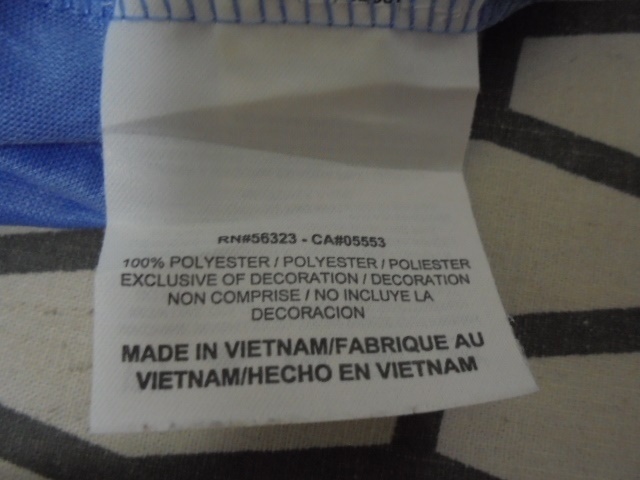 RN#56323 - CA#05553
100% POLYESTER / POLYESTER / POLIESTER
EXCLUSIVE OF DECORATION / DECORATION
NON COMPRISE / NO INCLUYE LA
DECORACION
MADE IN VIETNAM/FABRIQUE AU
VIETNAM/HECHO EN VIETNAM